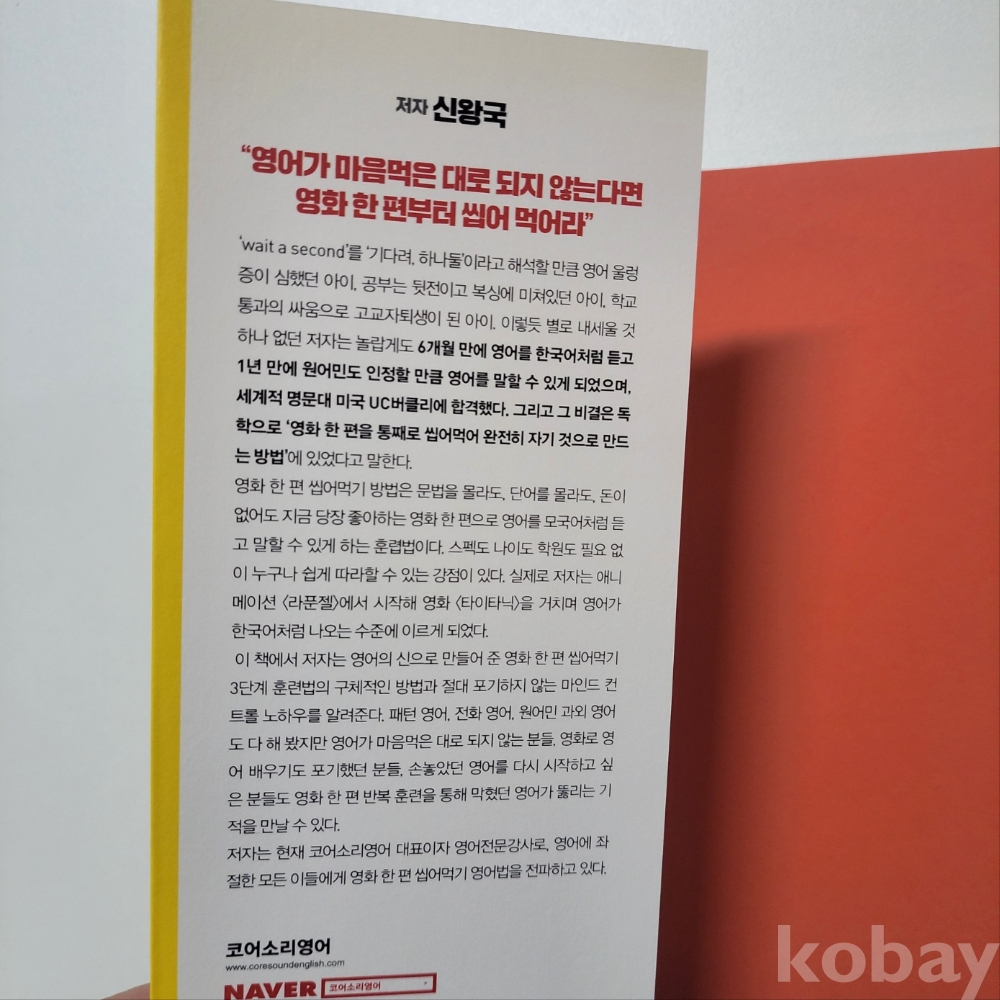 저자 신왕국
“영어가 마음먹은 대로 되지 않는다면
영화 한 편부터 씹어 먹어라”
‘wait a second’를 ‘기다려, 하나둘’이라고 해석할 만큼 영어 울렁
증이 심했던 아이, 공부는 뒷전이고 복싱에 미쳐있던 아이, 학교
통과의 싸움으로 고교자퇴생이 된 아이. 이렇듯 별로 내세울 것
하나 없던 저자는 놀랍게도 6개월 만에 영어를 한국어처럼 듣고
1년 만에 원어민도 인정할 만큼 영어를 말할 수 있게 되었으며,
세계적 명문대 미국 UC버클리에 합격했다. 그리고 그 비결은 독
학으로 ‘영화 한 편을 통째로 씹어먹어 완전히 자기 것으로 만드
는 방법’에 있었다고 말한다.
영화 한 편 씹어먹기 방법은 문법을 몰라도, 단어를 몰라도, 돈이
없어도 지금 당장 좋아하는 영화 한 편으로 영어를 모국어처럼 듣
고 말할 수 있게 하는 훈련법이다. 스펙도 나이도 학원도 필요 없
이 누구나 쉽게 따라할 수 있는 강점이 있다. 실제로 저자는 애니
메이션 〈라푼젤〉에서 시작해 영화 〈타이타닉〉을 거치며 영어가
한국어처럼 나오는 수준에 이르게 되었다.
이 책에서 저자는 영어의 신으로 만들어 준 영화 한 편 씹어먹기
3단계 훈련법의 구체적인 방법과 절대 포기하지 않는 마인드 컨
트롤 노하우를 알려준다. 패턴 영어, 전화 영어, 원어민 과외 영어
도 다 해 봤지만 영어가 마음먹은 대로 되지 않는 분들, 영화로 영
어 배우기도 포기했던 분들, 손놓았던 영어를 다시 시작하고 싶
은 분들도 영화 한 편 반복 훈련을 통해 막혔던 영어가 뚫리는 기
적을 만날 수 있다.
저자는 현재 코어소리영어 대표이자 영어전문강사로, 영어에 좌
절한 모든 이들에게 영화 한 편 씹어먹기 영어법을 전파하고 있다.
코어소리영어
www.coresoundenglish.com
NAVER 코어소리영어
kobay